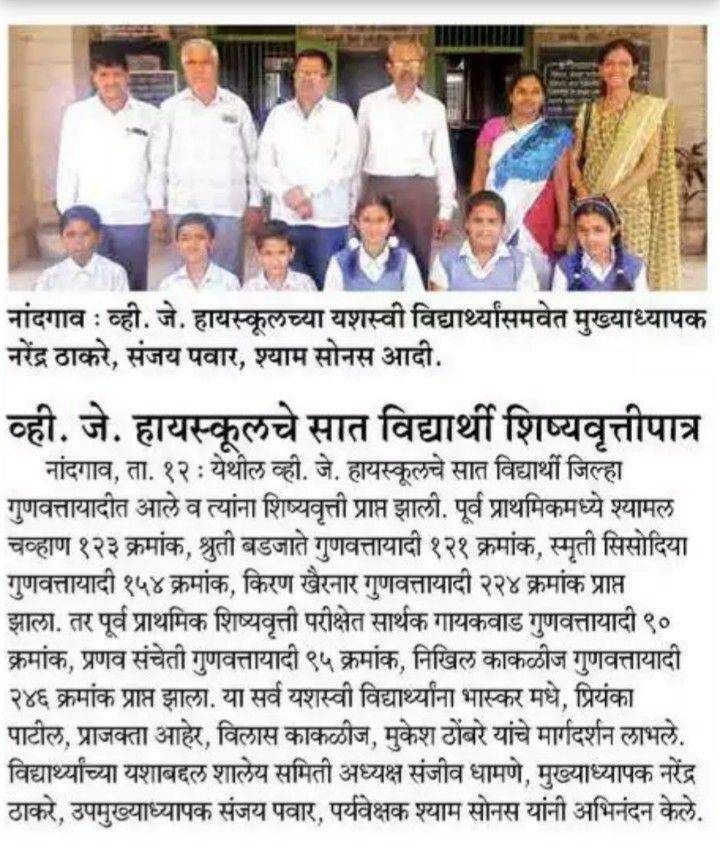 नांदगाव : व्ही. जे. हायस्कूलच्या यशस्वी विद्यार्थ्यांसमवेत मुख्याध्यापक
नरेंद्र ठाकरे, संजय पवार, श्याम सोनस आदी.
व्ही. जे. हायस्कूलचे सात विद्यार्थी शिष्यवृत्तीपात्र
नांदगाव, ता. १२ : येथील व्ही. जे. हायस्कूलचे सात विद्यार्थी जिल्हा
गुणवत्तायादीत आले व त्यांना शिष्यवृत्ती प्राप्त झाली. पूर्व प्राथमिकमध्ये श्यामल
चव्हाण १२३ क्रमांक, श्रुती बडजाते गुणवत्तायादी १२१ क्रमांक, स्मृती सिसोदिया
गुणवत्तायादी १५४ क्रमांक, किरण खैरनार गुणवत्तायादी २२४ क्रमांक प्राप्त
झाला. तर पूर्व प्राथमिक शिष्यवृत्ती परीक्षेत सार्थक गायकवाड गुणवत्तायादी ९०
क्रमांक, प्रणव संचेती गुणवत्तायादी ९५ क्रमांक, निखिल काकळीज गुणवत्तायादी
२४६ क्रमांक प्राप्त झाला. या सर्व यशस्वी विद्यार्थ्यांना भास्कर मधे, प्रियंका
पाटील, प्राजक्ता आहेर, विलास काकळीज, मुकेश ठोंबरे यांचे मार्गदर्शन लाभले.
विद्यार्थ्यांच्या यशाबद्दल शालेय समिती अध्यक्ष संजीव धामणे, मुख्याध्यापक नरेंद्र
ठाकरे, उपमुख्याध्यापक संजय पवार, पर्यवेक्षक श्याम सोनस यांनी अभिनंदन केले.